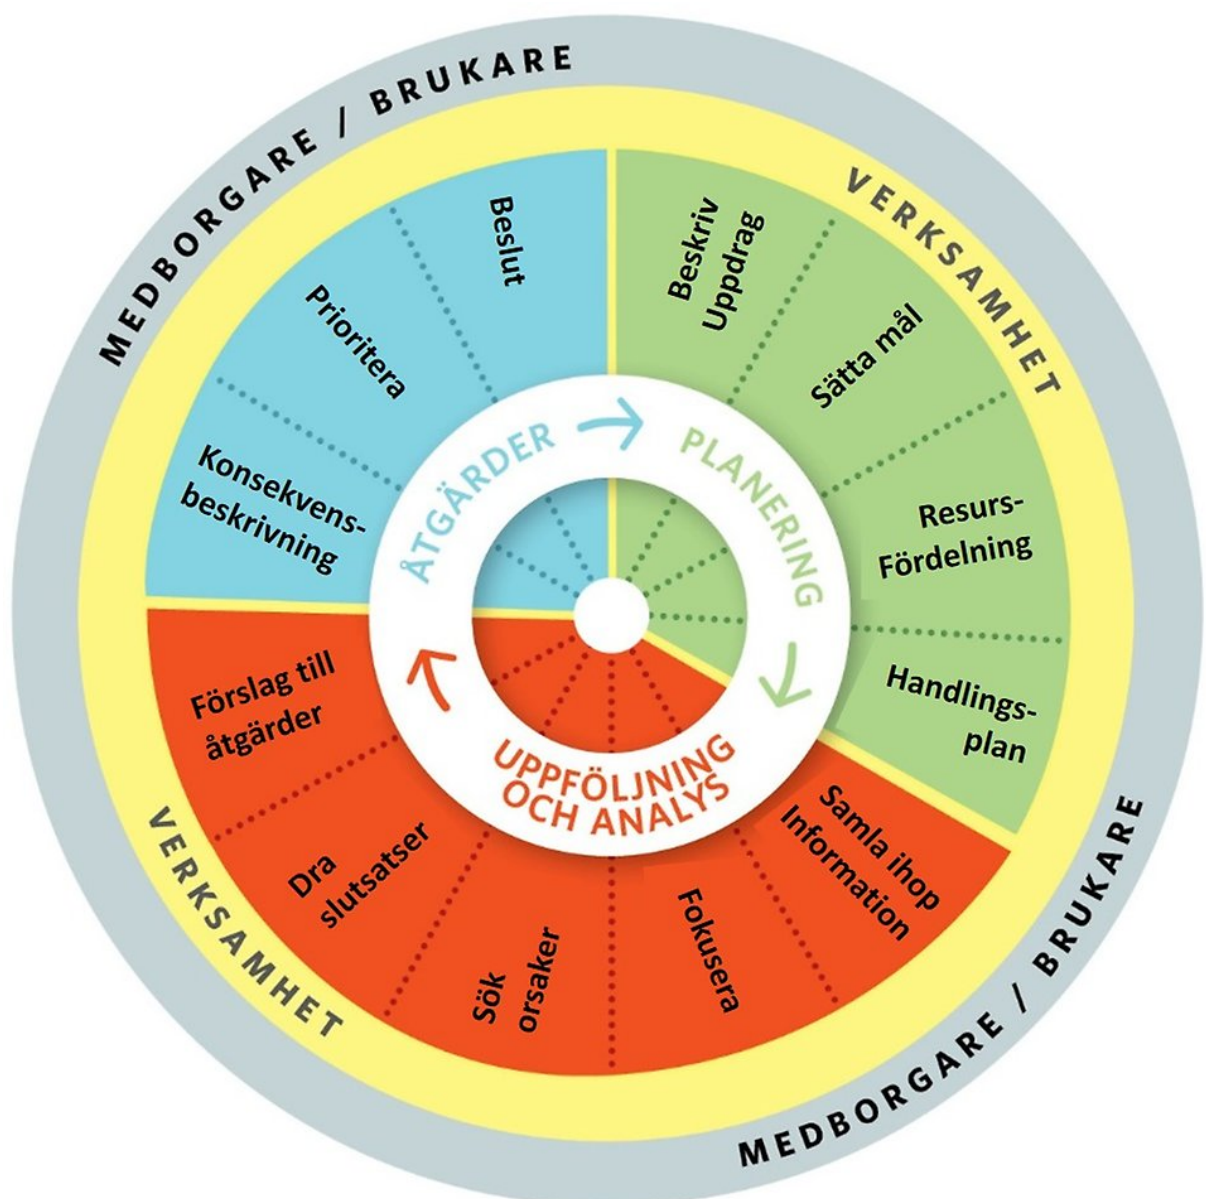 MEDBORGARE / BRUKARE
VERKSAMHET
Beslut
Beskriv
Uppdrag
Prioritera
Sätta mål
Konsekvens-
beskrivning
Resurs-
Fördelning
ÅTGÄRDER
PLANERING
Handlings-
plan
Förslag till
åtgärder
UPPFÖLJNING
OCH ANALYS
Samla ihop
Information
Dra
slutsatser
Fokusera
Sök
orsaker
VERKSAMHET
MEDBORGARE / BRUKARE